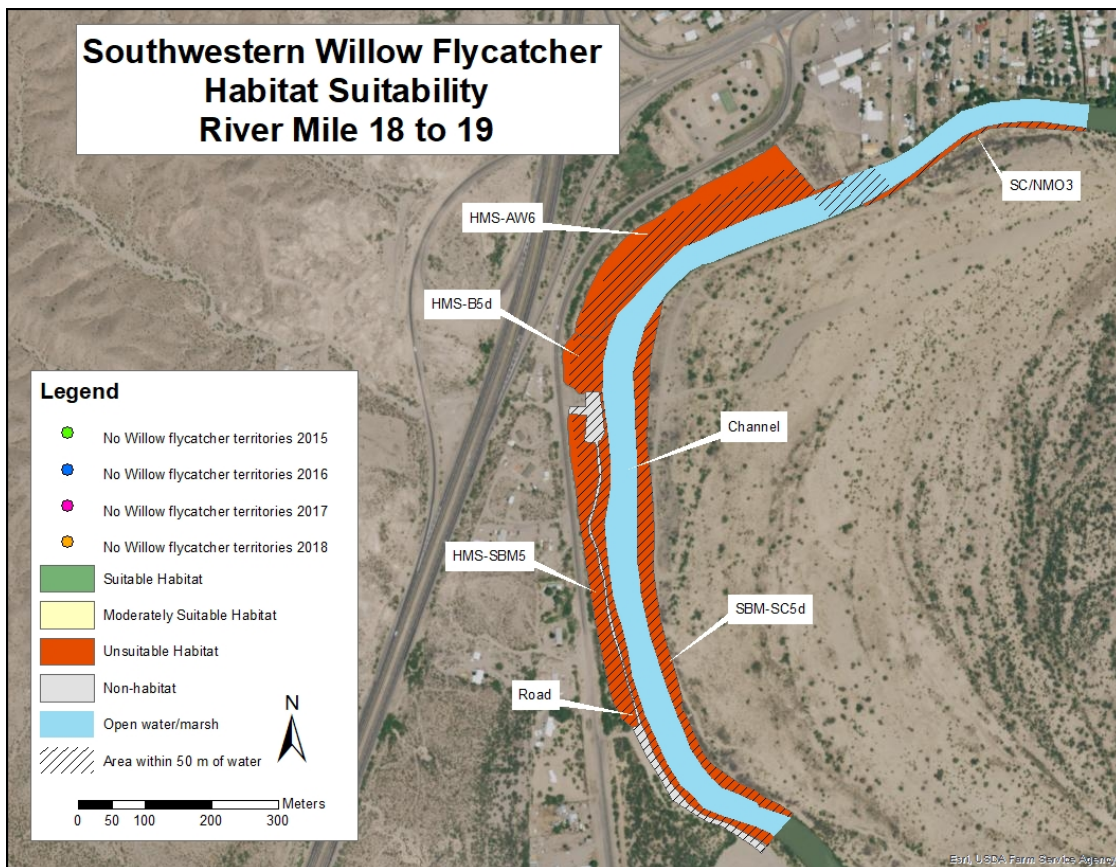 Southwestern Willow Flycatcher
Habitat Suitability
River Mile 18 to 19
SC/NMO3
HMS-AW6
HMS-B5d
Channel
HMS-SBM5
SBM-SC5d
Road
Legend
No Willow flycatcher territories 2015
No Willow flycatcher territories 2016
No Willow flycatcher territories 2017
No Willow flycatcher territories 2018
Suitable Habitat
Moderately Suitable Habitat
Unsuitable Habitat
Non-habitat
Open water/marsh
Area within 50 m of water
N
Meters
0 50 100 200 300
Esri, USDA Farm Service Agency